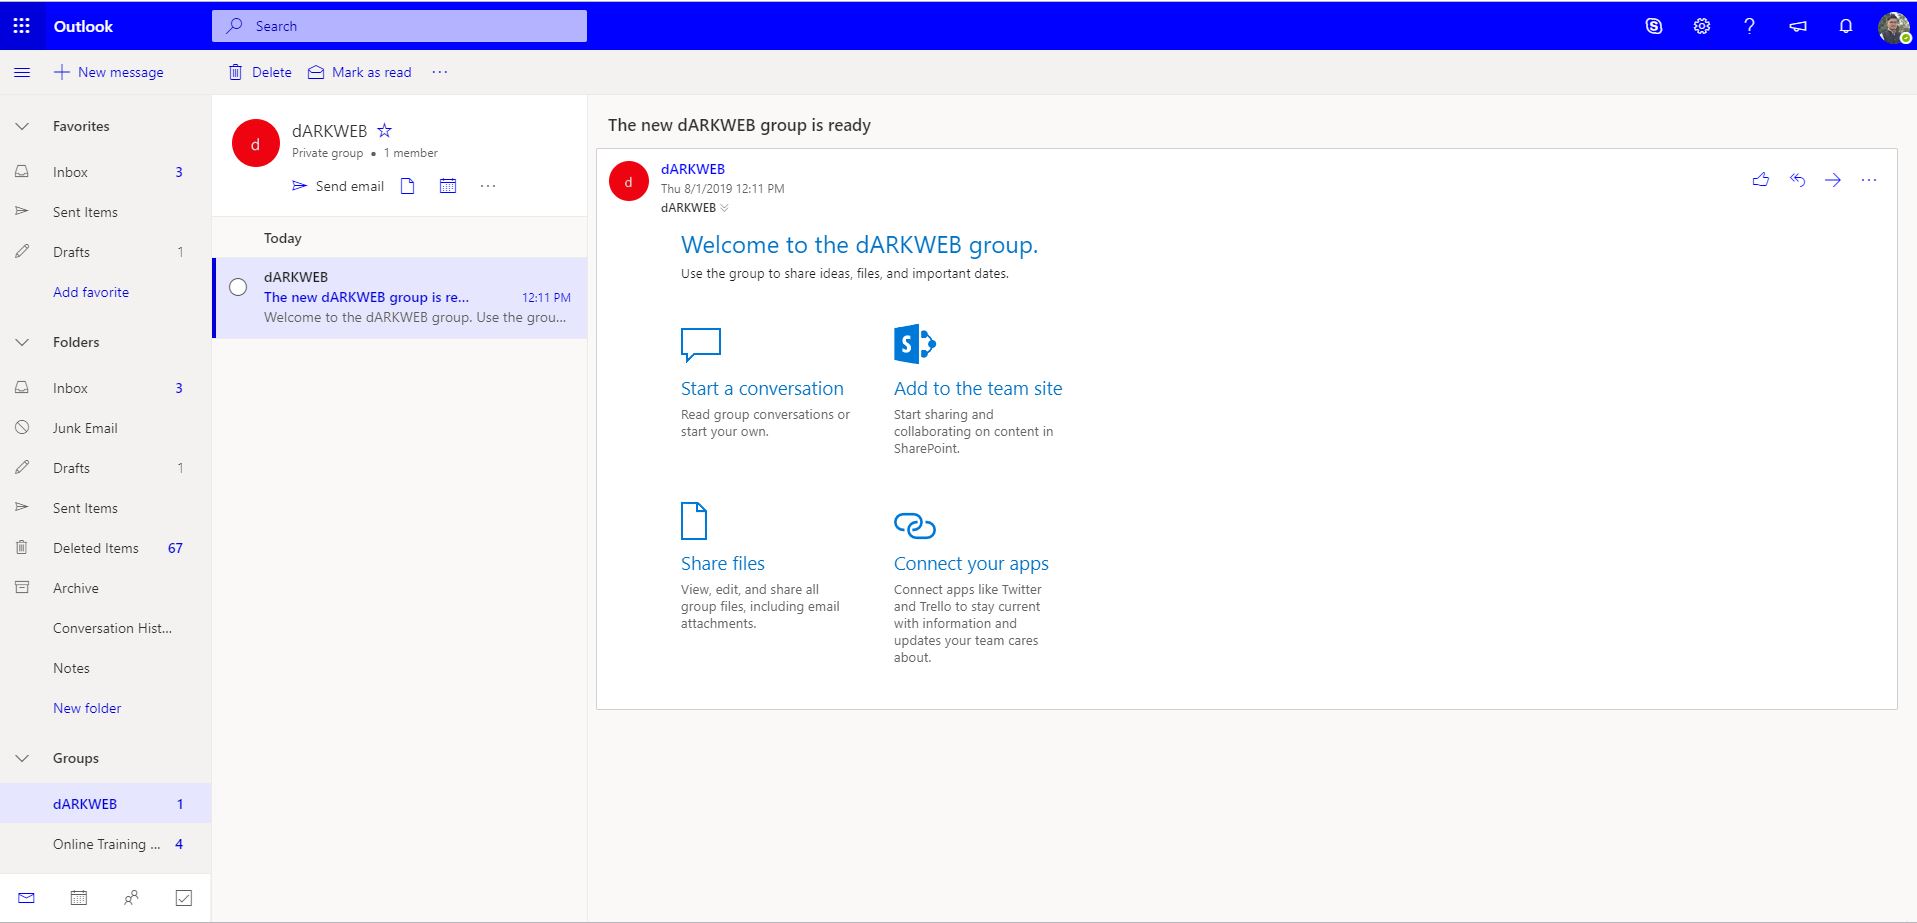 Outlook
Search
New message
Delete
Mark as read
Favorites
Inbox 3
Sent Items
Drafts 1
Add favorite
Folders
Inbox 3
Junk Email
Drafts 1
Sent Items
Deleted Items 67
Archive
Conversation Hist...
Notes
New folder
Groups
dARKWEB 1
Online Training ... 4
d
dARKWEB
Private group • 1 member
Send email
Today
dARKWEB
The new dARKWEB group is re... 12:11 PM
Welcome to the dARKWEB group. Use the grou...
The new dARKWEB group is ready
d
dARKWEB
Thu 8/1/2019 12:11 PM
dARKWEB
Welcome to the dARKWEB group.
Use the group to share ideas, files, and important dates.
Start a conversation
Read group conversations or
start your own.
Add to the team site
Start sharing and
collaborating on content in
SharePoint.
Share files
View, edit, and share all
group files, including email
attachments.
Connect your apps
Connect apps like Twitter
and Trello to stay current
with information and
updates your team cares
about.